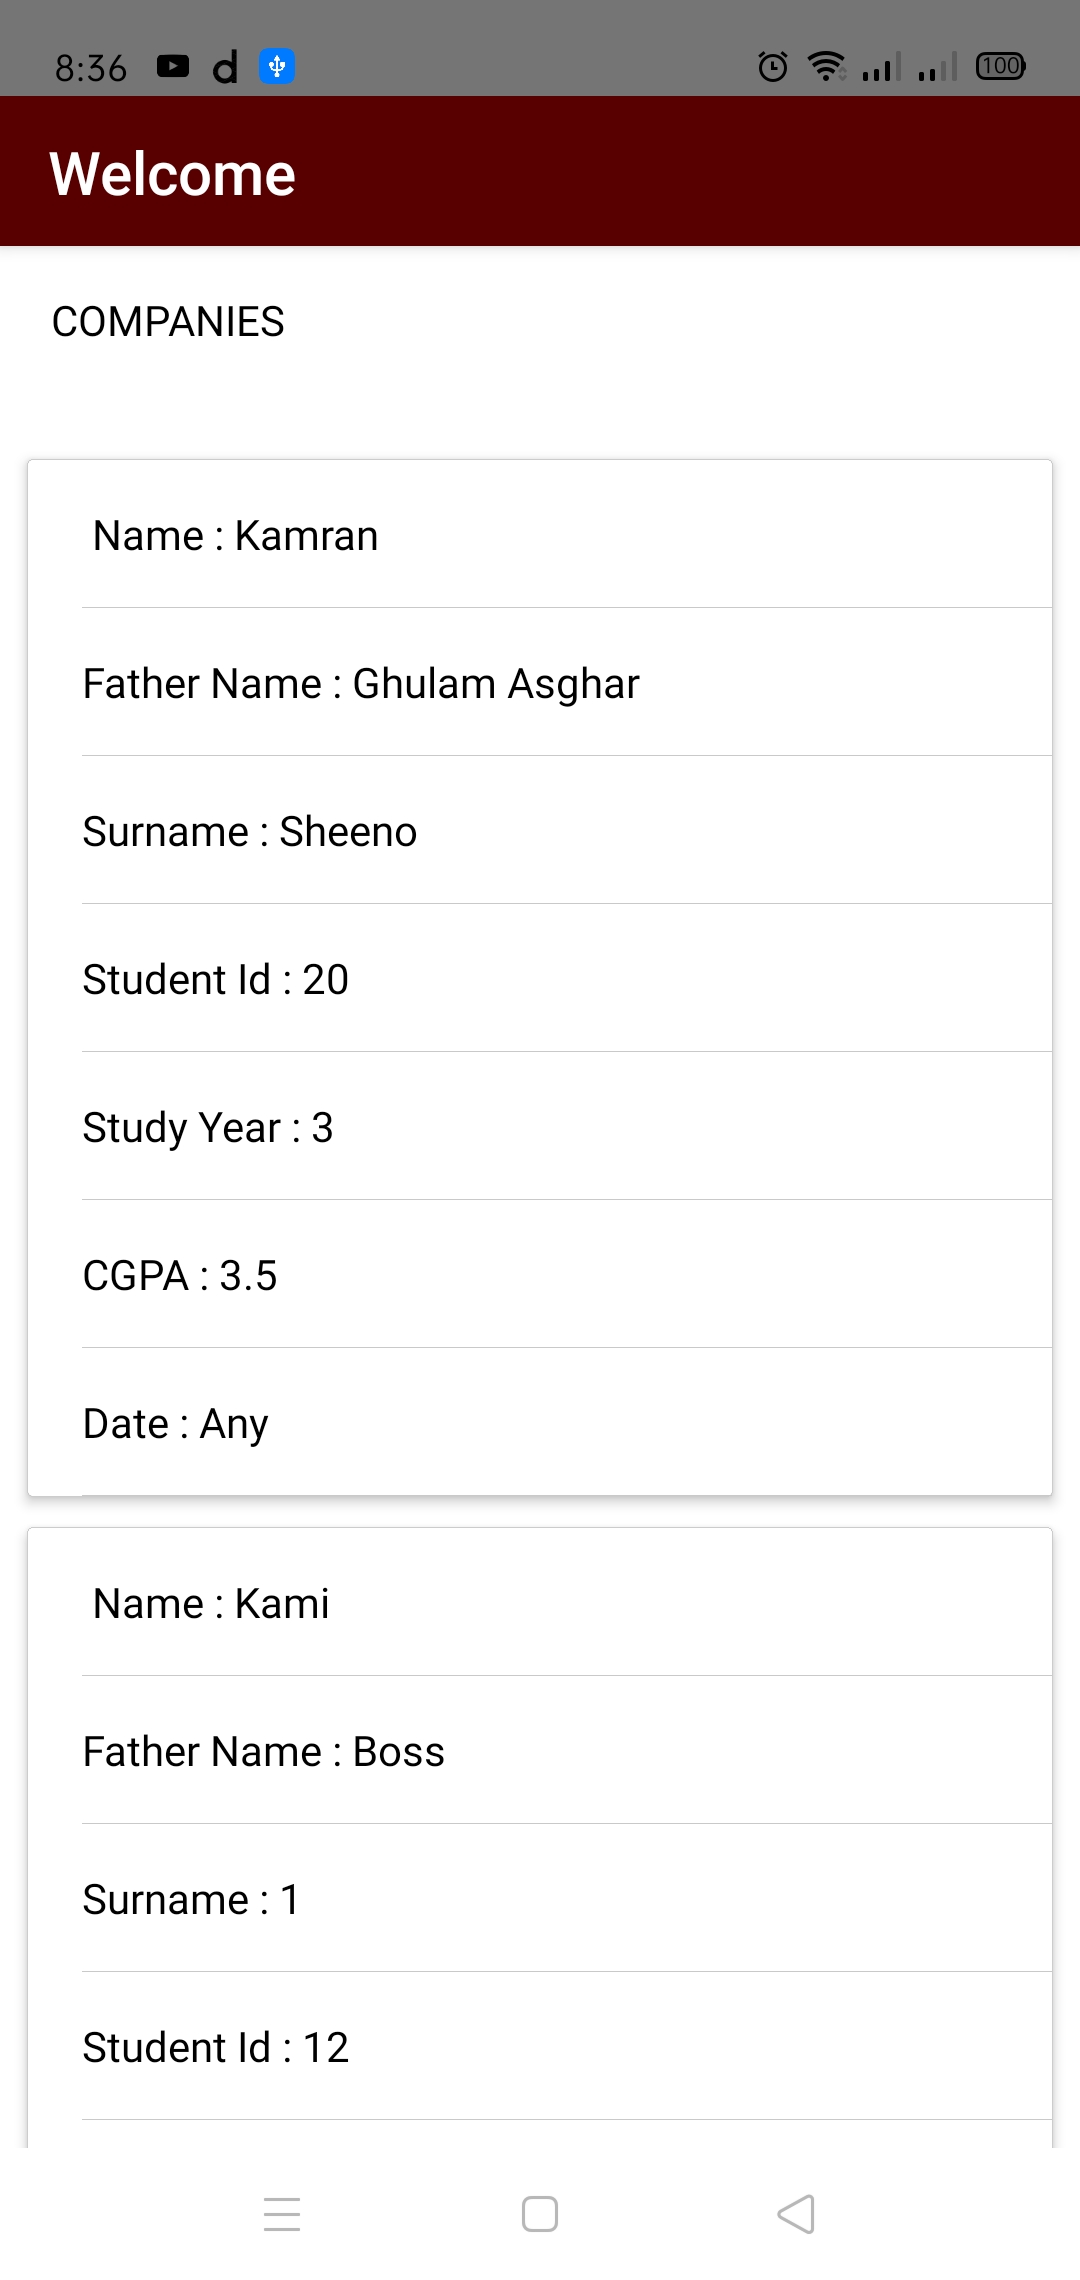 8:36 d 100
Welcome
COMPANIES
Name : Kamran
Father Name : Ghulam Asghar
Surname : Sheeno
Student Id : 20
Study Year : 3
CGPA : 3.5
Date : Any
Name : Kami
Father Name : Boss
Surname : 1
Student Id : 12